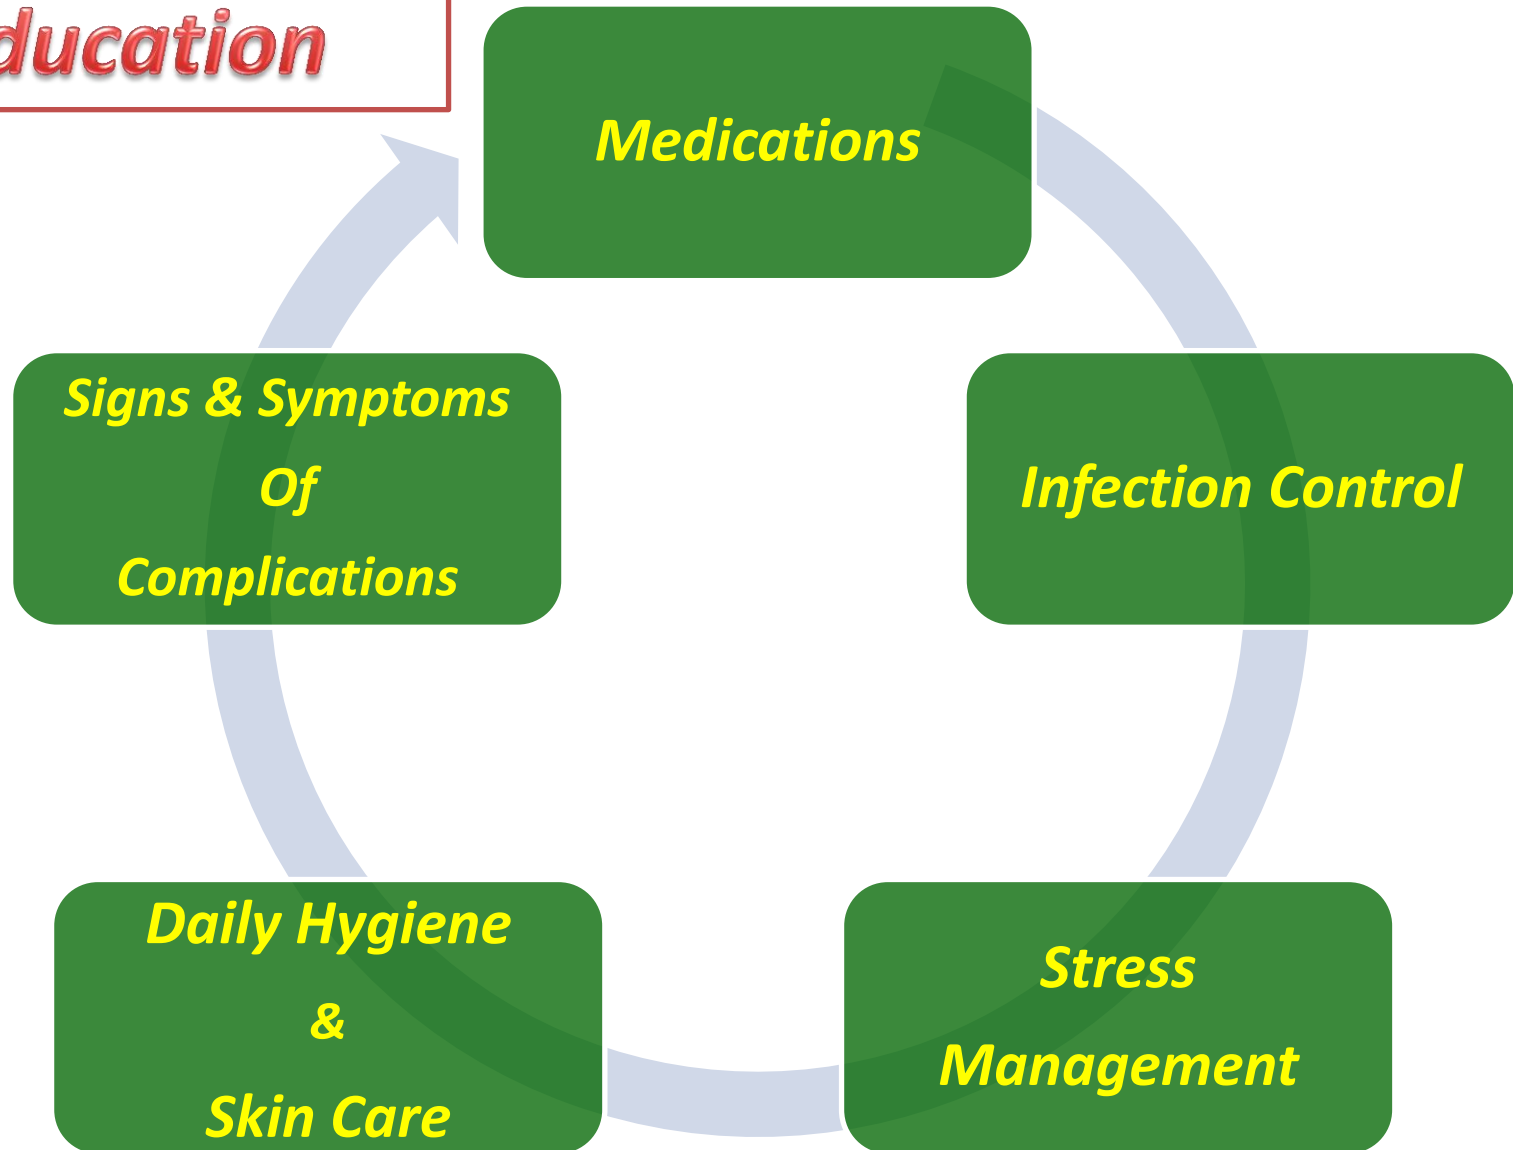 ducation
Medications
Signs & Symptoms
Of
Complications
Infection Control
Daily Hygiene
&
Skin Care
Stress
Management